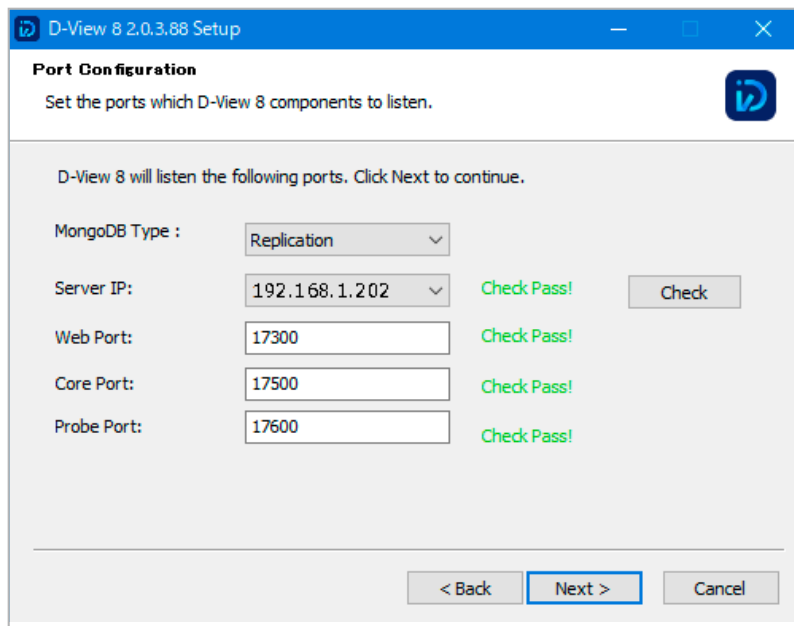 D-View 8 2.0.3.88 Setup
Port Configuration
Set the ports which D-View 8 components to listen.
D-View 8 will listen the following ports. Click Next to continue.
MongoDB Type : Replication
Server IP: 192.168.1.202 Check Pass! Check
Web Port: 17300 Check Pass!
Core Port: 17500 Check Pass!
Probe Port: 17600 Check Pass!
< Back Next > Cancel